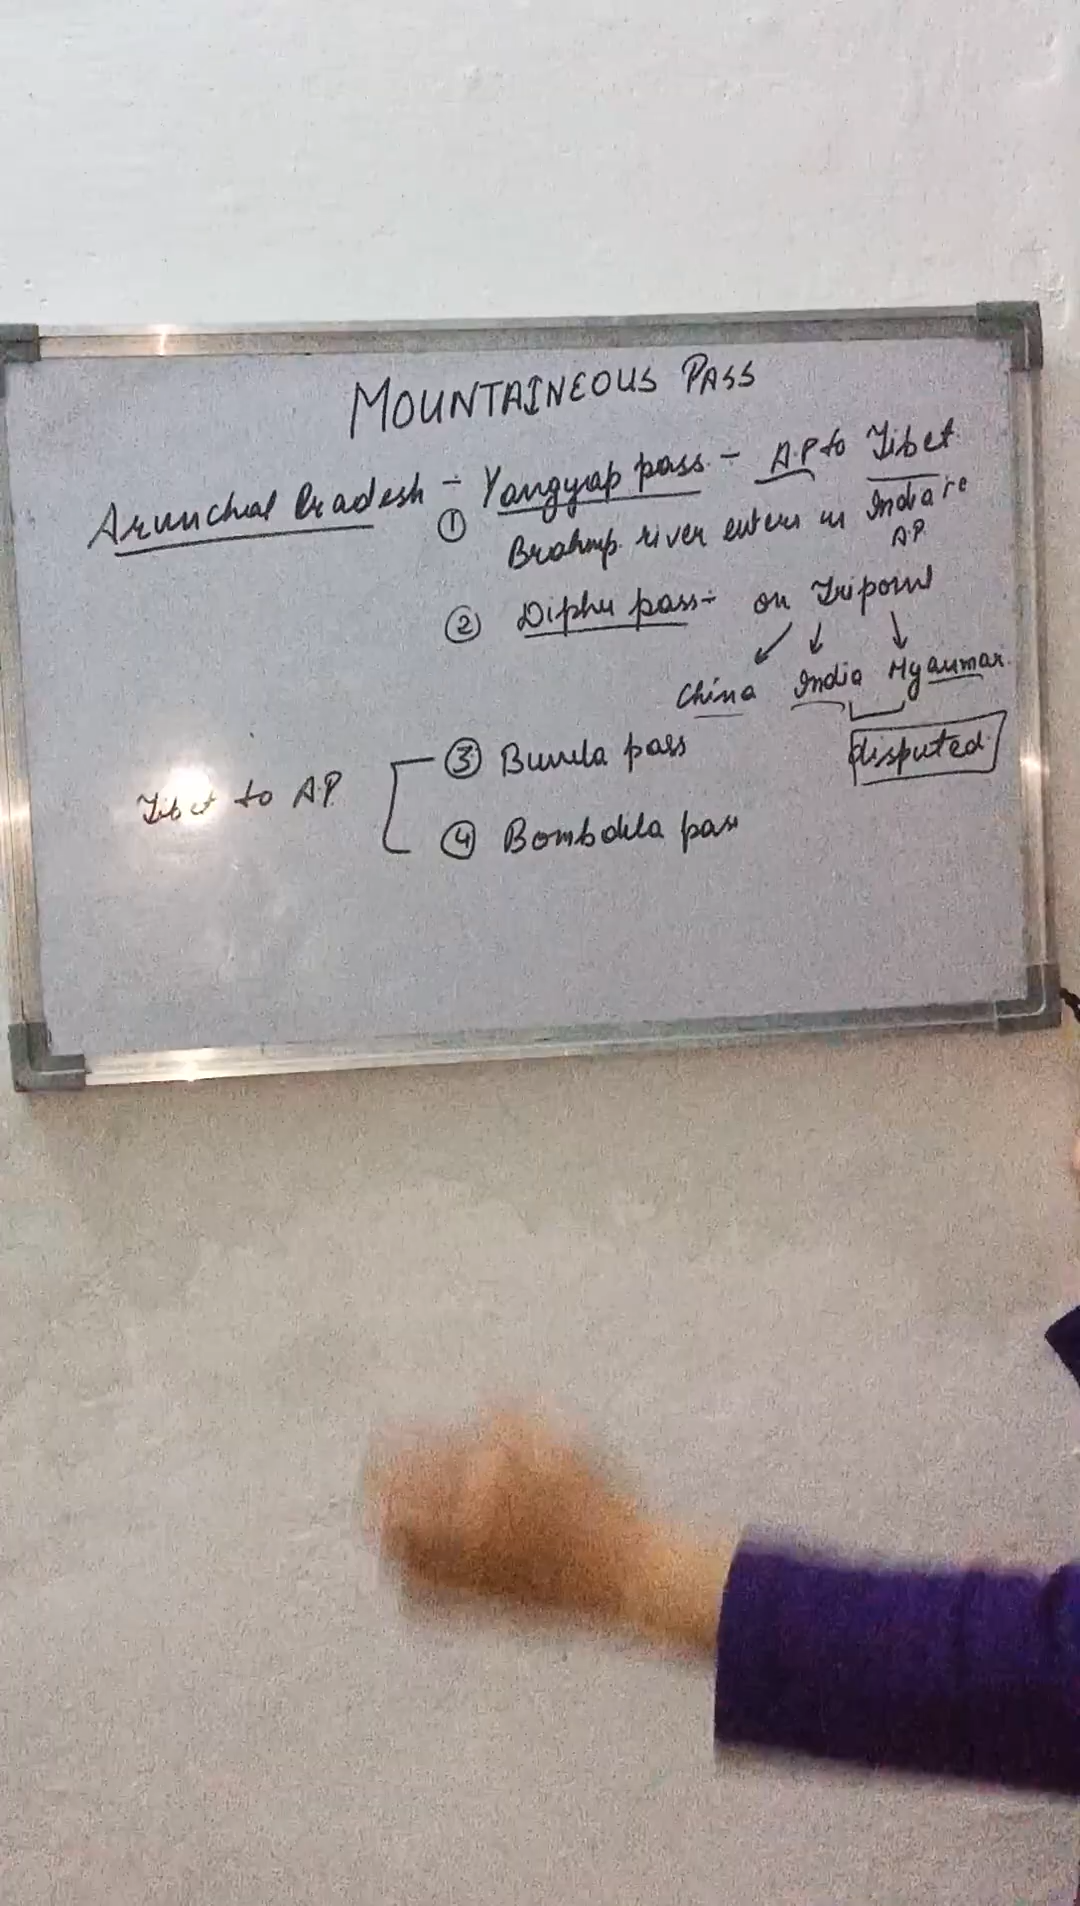 MOUNTAINEOUS PASS
Arunchal Pradesh - Yangyap pass - A.P to Tibet
① Brahmp. river enters in India i.e
A.P.
② Diphu pass - on Tripoint
China India Myanmar.
disputed
③ Bumla pass
Tibet to A.P.
④ Bombdila pass